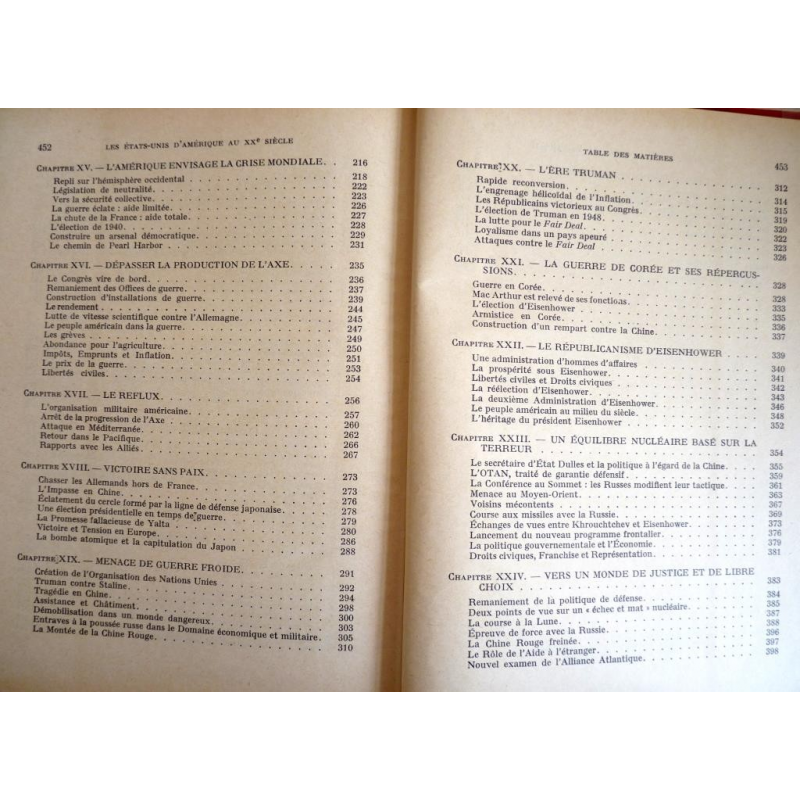 452 LES ÉTATS-UNIS D'AMÉRIQUE AU XXe SIÈCLE
CHAPITRE XV. — L'AMÉRIQUE ENVISAGE LA CRISE MONDIALE. . 216
Repli sur l'hémisphère occidental 218
Législation de neutralité. 222
Vers la sécurité collective. 223
La guerre éclate : aide limitée. 226
La chute de la France : aide totale. 227
L'élection de 1940. 228
Construire un arsenal démocratique. 229
Le chemin de Pearl Harbor 231
CHAPITRE XVI. — DÉPASSER LA PRODUCTION DE L'AXE. 235
Le Congrès vire de bord. 236
Remaniement des Offices de guerre. 237
Construction d'installations de guerre. 239
Le rendement 244
Lutte de vitesse scientifique contre l'Allemagne. 245
Le peuple américain dans la guerre. 247
Les grèves 249
Abondance pour l'agriculture. 250
Impôts, Emprunts et Inflation. 251
Le prix de la guerre. 253
Libertés civiles. 254
CHAPITRE XVII. — LE REFLUX. 256
L'organisation militaire américaine. 257
Arrêt de la progression de l'Axe 260
Attaque en Méditerranée. 262
Retour dans le Pacifique. 266
Rapports avec les Alliés. 267
CHAPITRE XVIII. — VICTOIRE SANS PAIX. 273
Chasser les Allemands hors de France. 273
L'Impasse en Chine. 276
Éclatement du cercle formé par la ligne de défense japonaise. 278
Une élection présidentielle en temps de guerre. 279
La Promesse fallacieuse de Yalta 280
Victoire et Tension en Europe. 286
La bombe atomique et la capitulation du Japon 288
CHAPITRE XIX. — MENACE DE GUERRE FROIDE. 291
Création de l'Organisation des Nations Unies 292
Truman contre Staline. 294
Tragédie en Chine. 298
Assistance et Châtiment. 300
Démobilisation dans un monde dangereux. 303
Entraves à la poussée russe dans le Domaine économique et militaire. 305
La Montée de la Chine Rouge. 310
TABLE DES MATIÈRES 453
CHAPITRE XX. — L'ÈRE TRUMAN 312
Rapide reconversion. 314
L'engrenage hélicoïdal de l'Inflation. 315
Les Républicains victorieux au Congrès. 319
L'élection de Truman en 1948. 320
La lutte pour le Fair Deal. 322
Loyalisme dans un pays apeuré 323
Attaques contre le Fair Deal 326
CHAPITRE XXI. — LA GUERRE DE CORÉE ET SES RÉPERCUS-
SIONS. 328
Guerre en Corée. 328
Mac Arthur est relevé de ses fonctions. 333
L'élection d'Eisenhower 335
Armistice en Corée. 336
Construction d'un rempart contre la Chine. 337
CHAPITRE XXII. — LE RÉPUBLICANISME D'EISENHOWER 339
Une administration d'hommes d'affaires 340
La prospérité sous Eisenhower. 341
Libertés civiles et Droits civiques 342
La réélection d'Eisenhower. 343
La deuxième Administration d'Eisenhower. 346
Le peuple américain au milieu du siècle. 348
L'héritage du président Eisenhower 352
CHAPITRE XXIII. — UN ÉQUILIBRE NUCLÉAIRE BASÉ SUR LA
TERREUR 354
Le secrétaire d'État Dulles et la politique à l'égard de la Chine. 355
L'OTAN, traité de garantie défensif 359
La Conférence au Sommet : les Russes modifient leur tactique. 361
Menace au Moyen-Orient. 363
Voisins mécontents 367
Course aux missiles avec la Russie. 369
Échanges de vues entre Khrouchtchev et Eisenhower. 373
Lancement du nouveau programme frontalier 376
La politique gouvernementale et l'Économie. 379
Droits civiques, Franchise et Représentation. 381
CHAPITRE XXIV. — VERS UN MONDE DE JUSTICE ET DE LIBRE
CHOIX 383
Remaniement de la politique de défense. 384
Deux points de vue sur un « échec et mat » nucléaire. 385
La course à la Lune. 387
Épreuve de force avec la Russie. 388
La Chine Rouge freinée. 396
Le Rôle de l'Aide à l'étranger. 397
Nouvel examen de l'Alliance Atlantique. 398